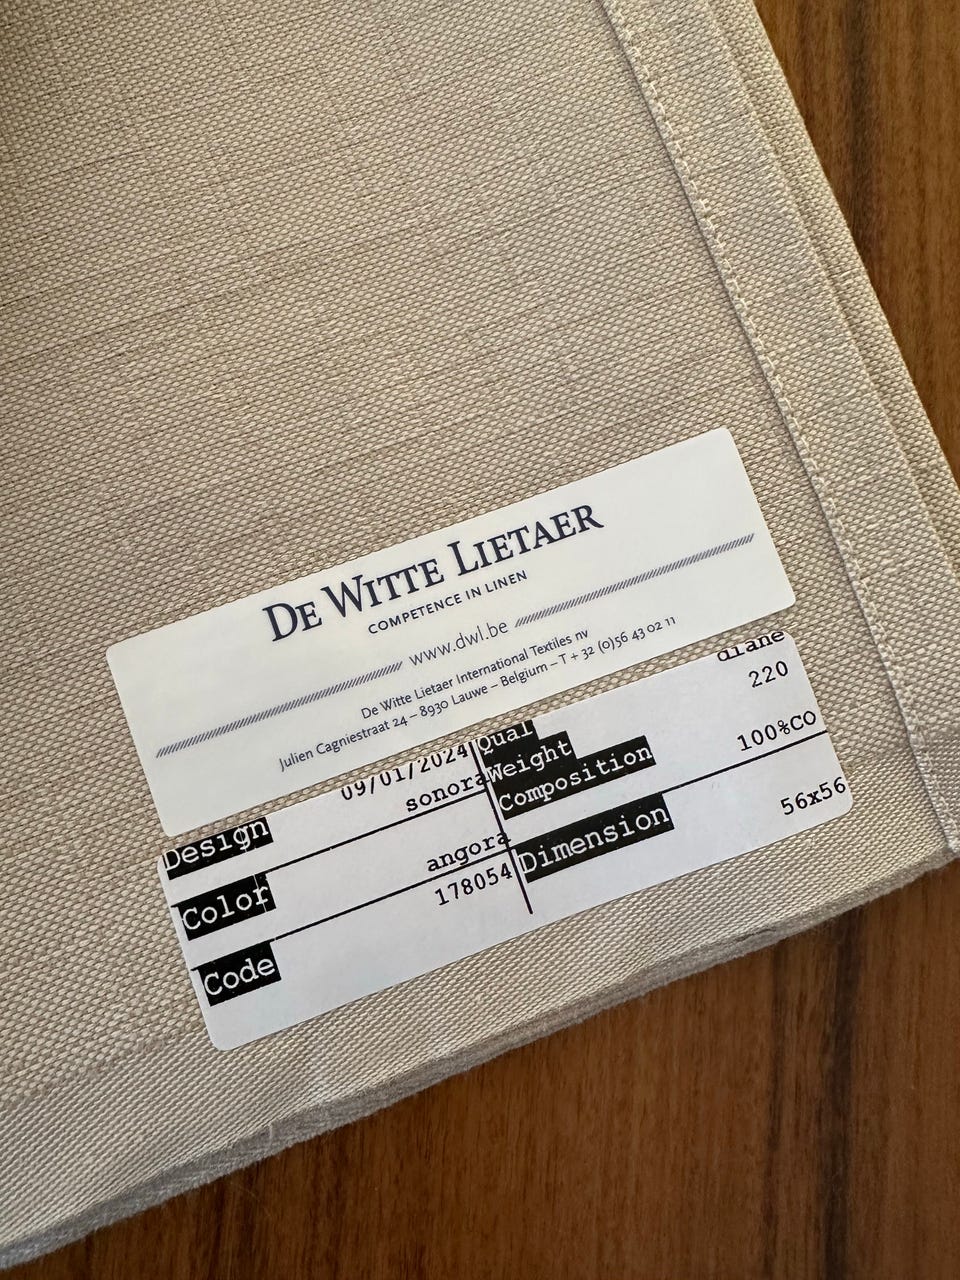 DE WITTE LIETAER
COMPETENCE IN LINEN
www.dwl.be
De Witte Lietaer International Textiles nv
Julien Cagniestraat 24 – 8930 Lauwe – Belgium – T + 32 (0)56 43 02 11
09/01/2024
Qual diane
Design sonora
Weight 220
Color angora
Composition 100%CO
Code 178054
Dimension 56x56